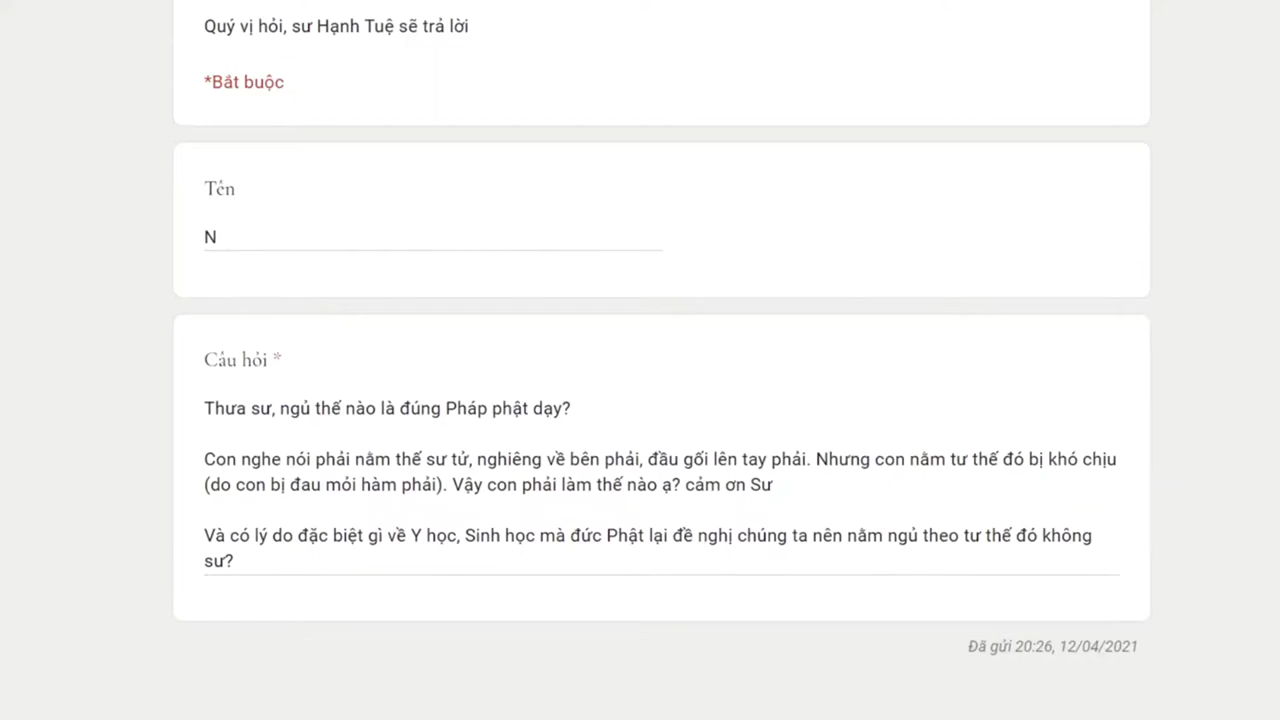 Quý vị hỏi, sư Hạnh Tuệ sẽ trả lời
*Bắt buộc
Tên
N
Câu hỏi *
Thưa sư, ngủ thế nào là đúng Pháp phật dạy?
Con nghe nói phải nằm thế sư tử, nghiêng về bên phải, đầu gối lên tay phải. Nhưng con nằm tư thế đó bị khó chịu
(do con bị đau mỏi hàm phải). Vậy con phải làm thế nào ạ? cảm ơn Sư
Và có lý do đặc biệt gì về Y học, Sinh học mà đức Phật lại đề nghị chúng ta nên nằm ngủ theo tư thế đó không
sư?
Đã gửi 20:26, 12/04/2021